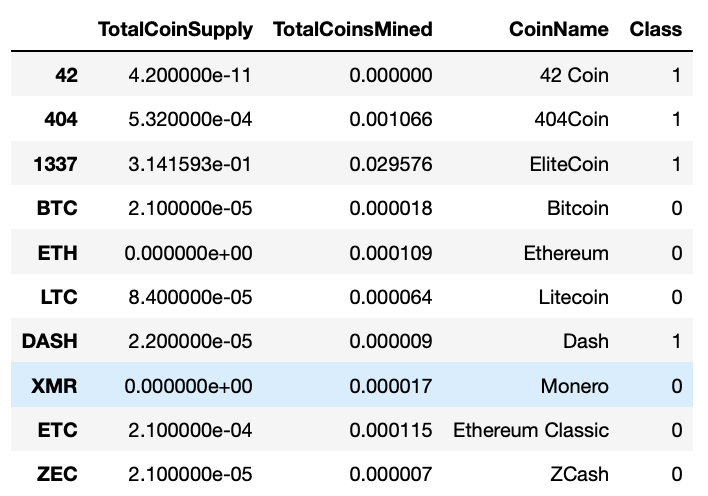 TotalCoinSupply TotalCoinsMined CoinName Class
42 4.200000e-11 0.000000 42 Coin 1
404 5.320000e-04 0.001066 404Coin 1
1337 3.141593e-01 0.029576 EliteCoin 1
BTC 2.100000e-05 0.000018 Bitcoin 0
ETH 0.000000e+00 0.000109 Ethereum 0
LTC 8.400000e-05 0.000064 Litecoin 0
DASH 2.200000e-05 0.000009 Dash 1
XMR 0.000000e+00 0.000017 Monero 0
ETC 2.100000e-04 0.000115 Ethereum Classic 0
ZEC 2.100000e-05 0.000007 ZCash 0